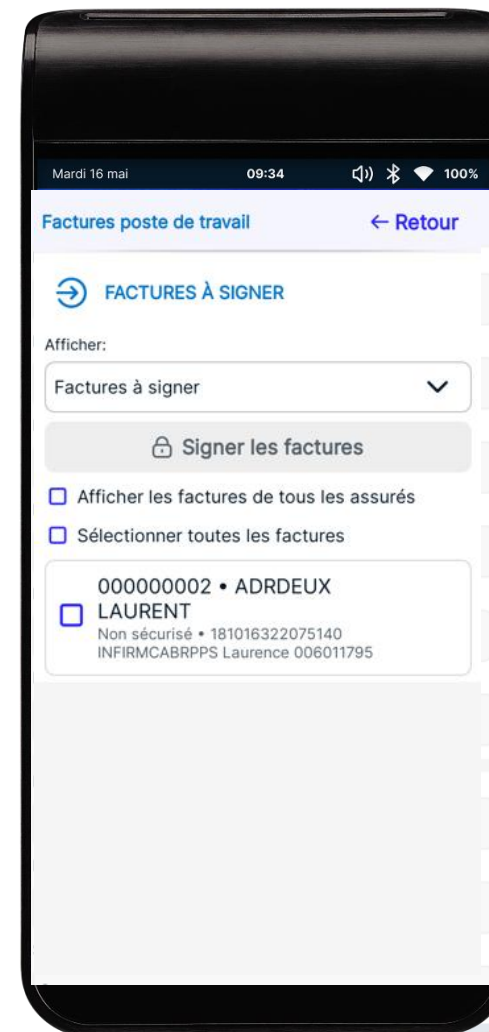 Mardi 16 mai 09:34 100%
Factures poste de travail ← Retour
FACTURES À SIGNER
Afficher:
Factures à signer
Signer les factures
Afficher les factures de tous les assurés
Sélectionner toutes les factures
000000002 • ADRDEUX
LAURENT
Non sécurisé • 181016322075140
INFIRMCABRPPS Laurence 006011795